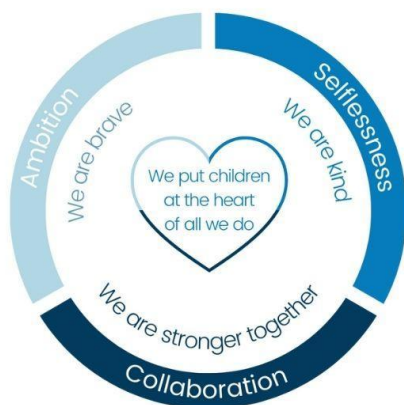 Ambition
We are brave
Selflessness
We are kind
We put children
at the heart
of all we do
We are stronger together
Collaboration